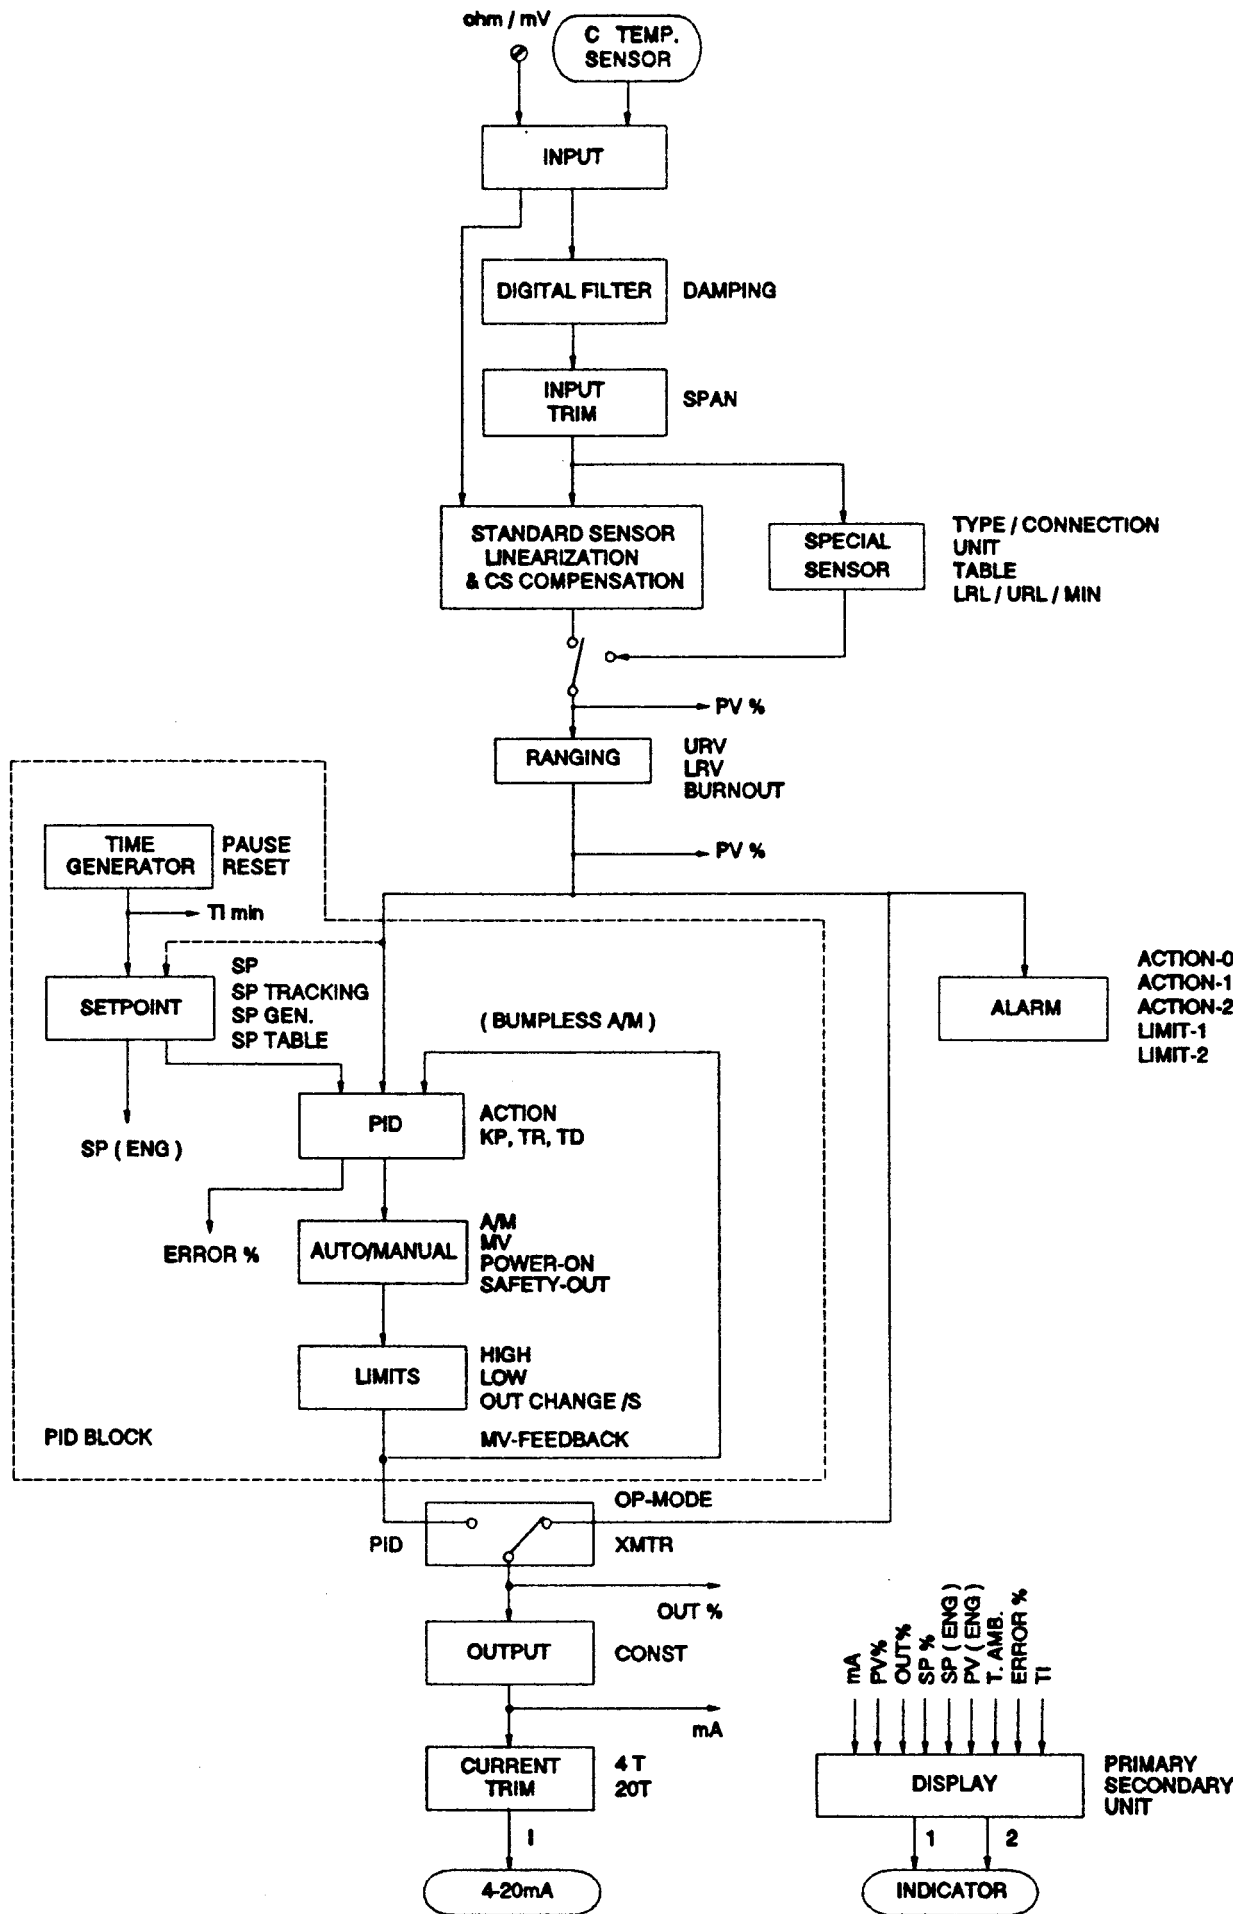 ohm / mV
C TEMP.
SENSOR
INPUT
DIGITAL FILTER
DAMPING
INPUT
TRIM
SPAN
STANDARD SENSOR
LINEARIZATION
& CS COMPENSATION
SPECIAL
SENSOR
TYPE / CONNECTION
UNIT
TABLE
LRL / URL / MIN
PV %
RANGING
URV
LRV
BURNOUT
PV %
TIME
GENERATOR
PAUSE
RESET
TI min
SETPOINT
SP
SP TRACKING
SP GEN.
SP TABLE
( BUMPLESS A/M )
ALARM
ACTION-0
ACTION-1
ACTION-2
LIMIT-1
LIMIT-2
SP ( ENG )
PID
ACTION
KP, TR, TD
ERROR %
AUTO/MANUAL
A/M
MV
POWER-ON
SAFETY-OUT
LIMITS
HIGH
LOW
OUT CHANGE /S
PID BLOCK
MV-FEEDBACK
OP-MODE
PID
XMTR
OUT %
OUTPUT
CONST
mA
CURRENT
TRIM
4 T
20T
I
4-20mA
mA
PV%
OUT%
SP %
SP ( ENG )
PV ( ENG )
T. AMB.
ERROR %
TI
DISPLAY
PRIMARY
SECONDARY
UNIT
1
2
INDICATOR